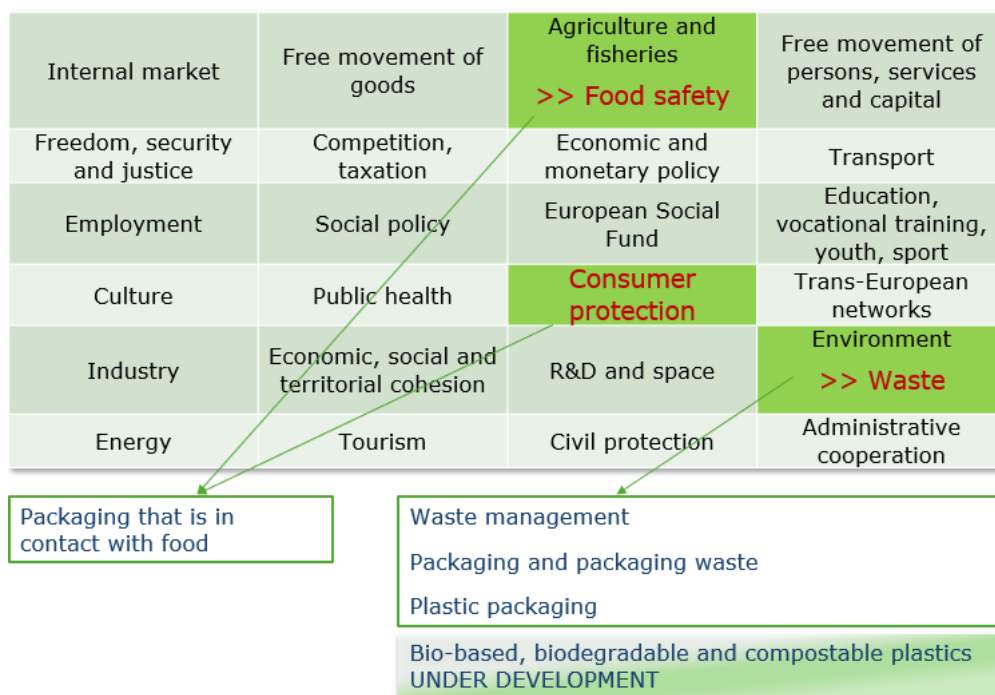 Internal market
Free movement of
goods
Agriculture and
fisheries
>> Food safety
Free movement of
persons, services
and capital
Freedom, security
and justice
Competition,
taxation
Economic and
monetary policy
Transport
Employment
Social policy
European Social
Fund
Education,
vocational training,
youth, sport
Culture
Public health
Consumer
protection
Trans-European
networks
Industry
Economic, social and
territorial cohesion
R&D and space
Environment
>> Waste
Energy
Tourism
Civil protection
Administrative
cooperation
Packaging that is in
contact with food
Waste management
Packaging and packaging waste
Plastic packaging
Bio-based, biodegradable and compostable plastics
UNDER DEVELOPMENT